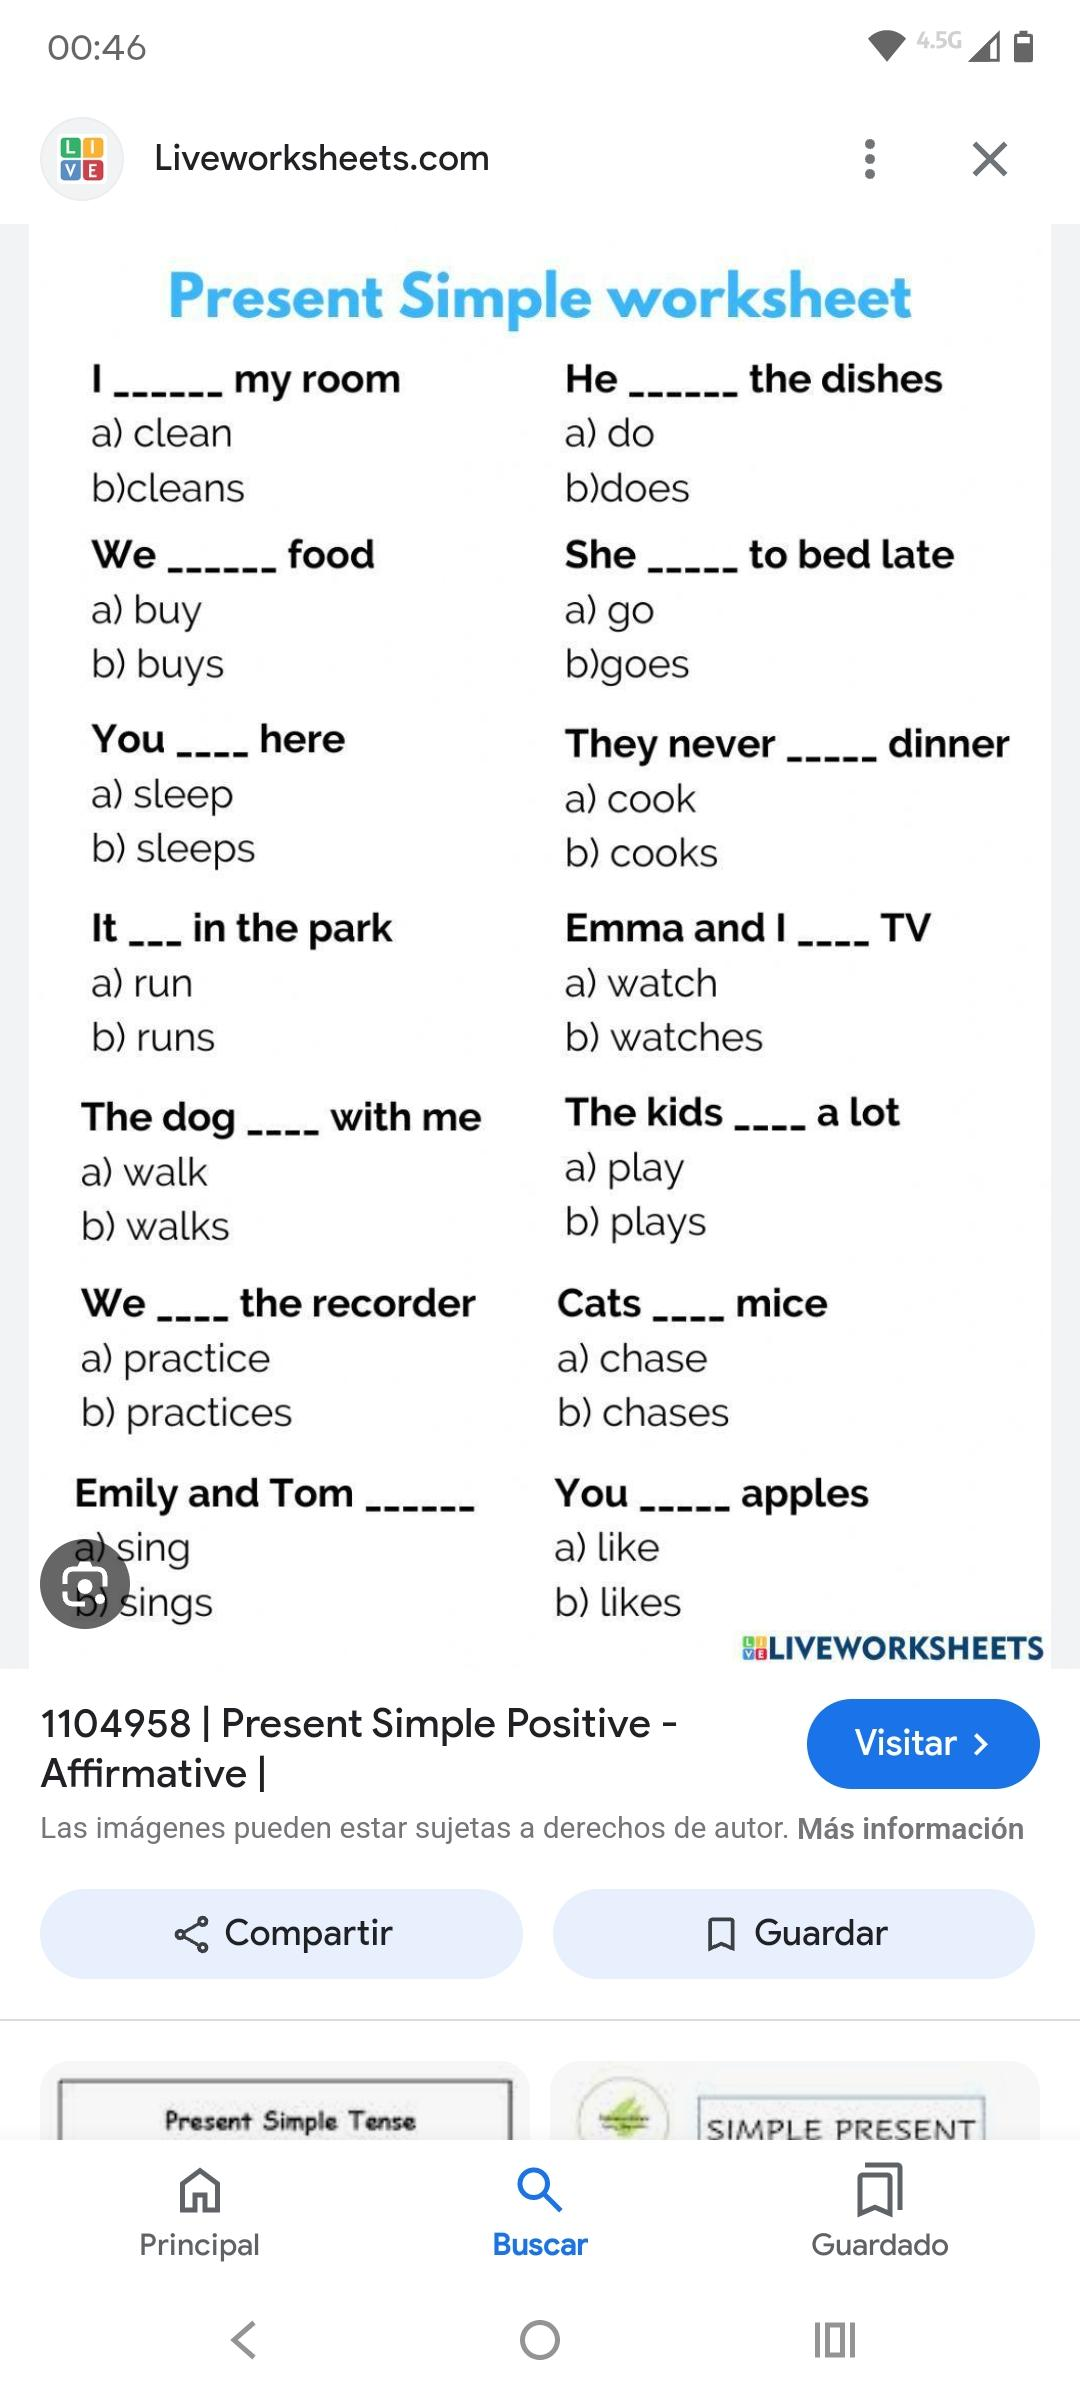 00:46
4.5G
LIVE
Liveworksheets.com
Present Simple worksheet
I ______ my room
a) clean
b)cleans
He ______ the dishes
a) do
b)does
We ______ food
a) buy
b) buys
She _____ to bed late
a) go
b)goes
You ____ here
a) sleep
b) sleeps
They never _____ dinner
a) cook
b) cooks
It ___ in the park
a) run
b) runs
Emma and I ____ TV
a) watch
b) watches
The dog ____ with me
a) walk
b) walks
The kids ____ a lot
a) play
b) plays
We ____ the recorder
a) practice
b) practices
Cats ____ mice
a) chase
b) chases
Emily and Tom ______
a) sing
b) sings
You _____ apples
a) like
b) likes
LIVEWORKSHEETS
1104958 | Present Simple Positive -
Affirmative |
Visitar
Las imágenes pueden estar sujetas a derechos de autor. Más información
Compartir
Guardar
Present Simple Tense
SIMPLE PRESENT
Principal
Buscar
Guardado